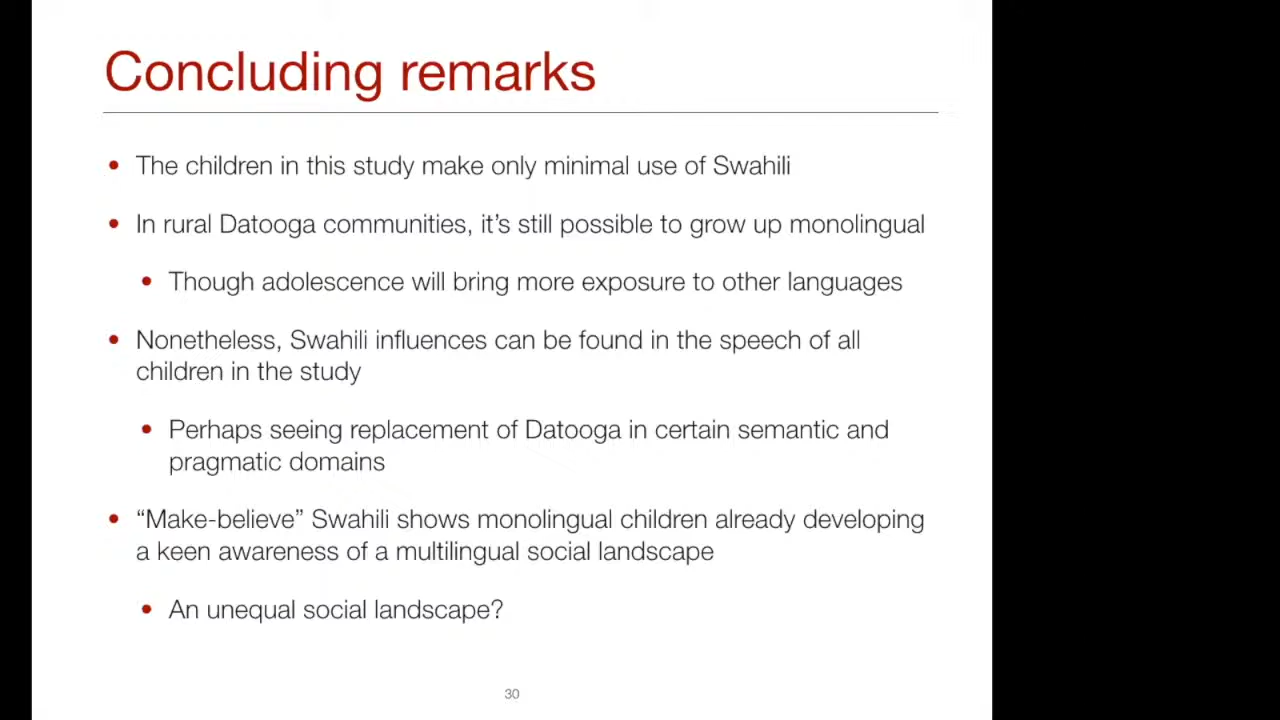 Concluding remarks
• The children in this study make only minimal use of Swahili
• In rural Datooga communities, it's still possible to grow up monolingual
• Though adolescence will bring more exposure to other languages
• Nonetheless, Swahili influences can be found in the speech of all
children in the study
• Perhaps seeing replacement of Datooga in certain semantic and
pragmatic domains
• “Make-believe” Swahili shows monolingual children already developing
a keen awareness of a multilingual social landscape
• An unequal social landscape?
30